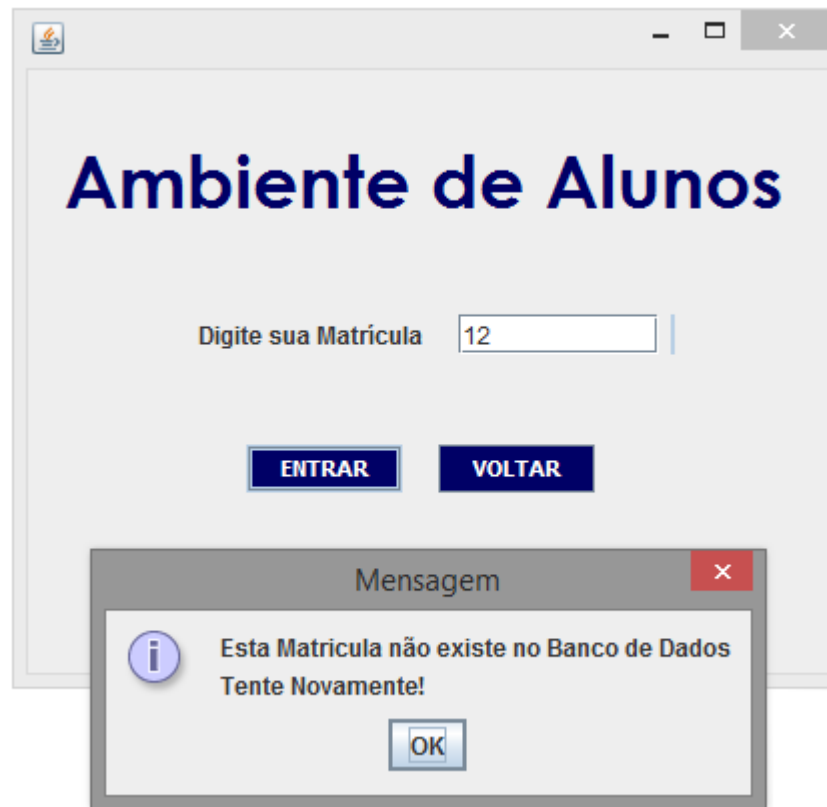 Ambiente de Alunos
Digite sua Matrícula 12
ENTRAR VOLTAR
Mensagem
Esta Matricula não existe no Banco de Dados
Tente Novamente!
OK